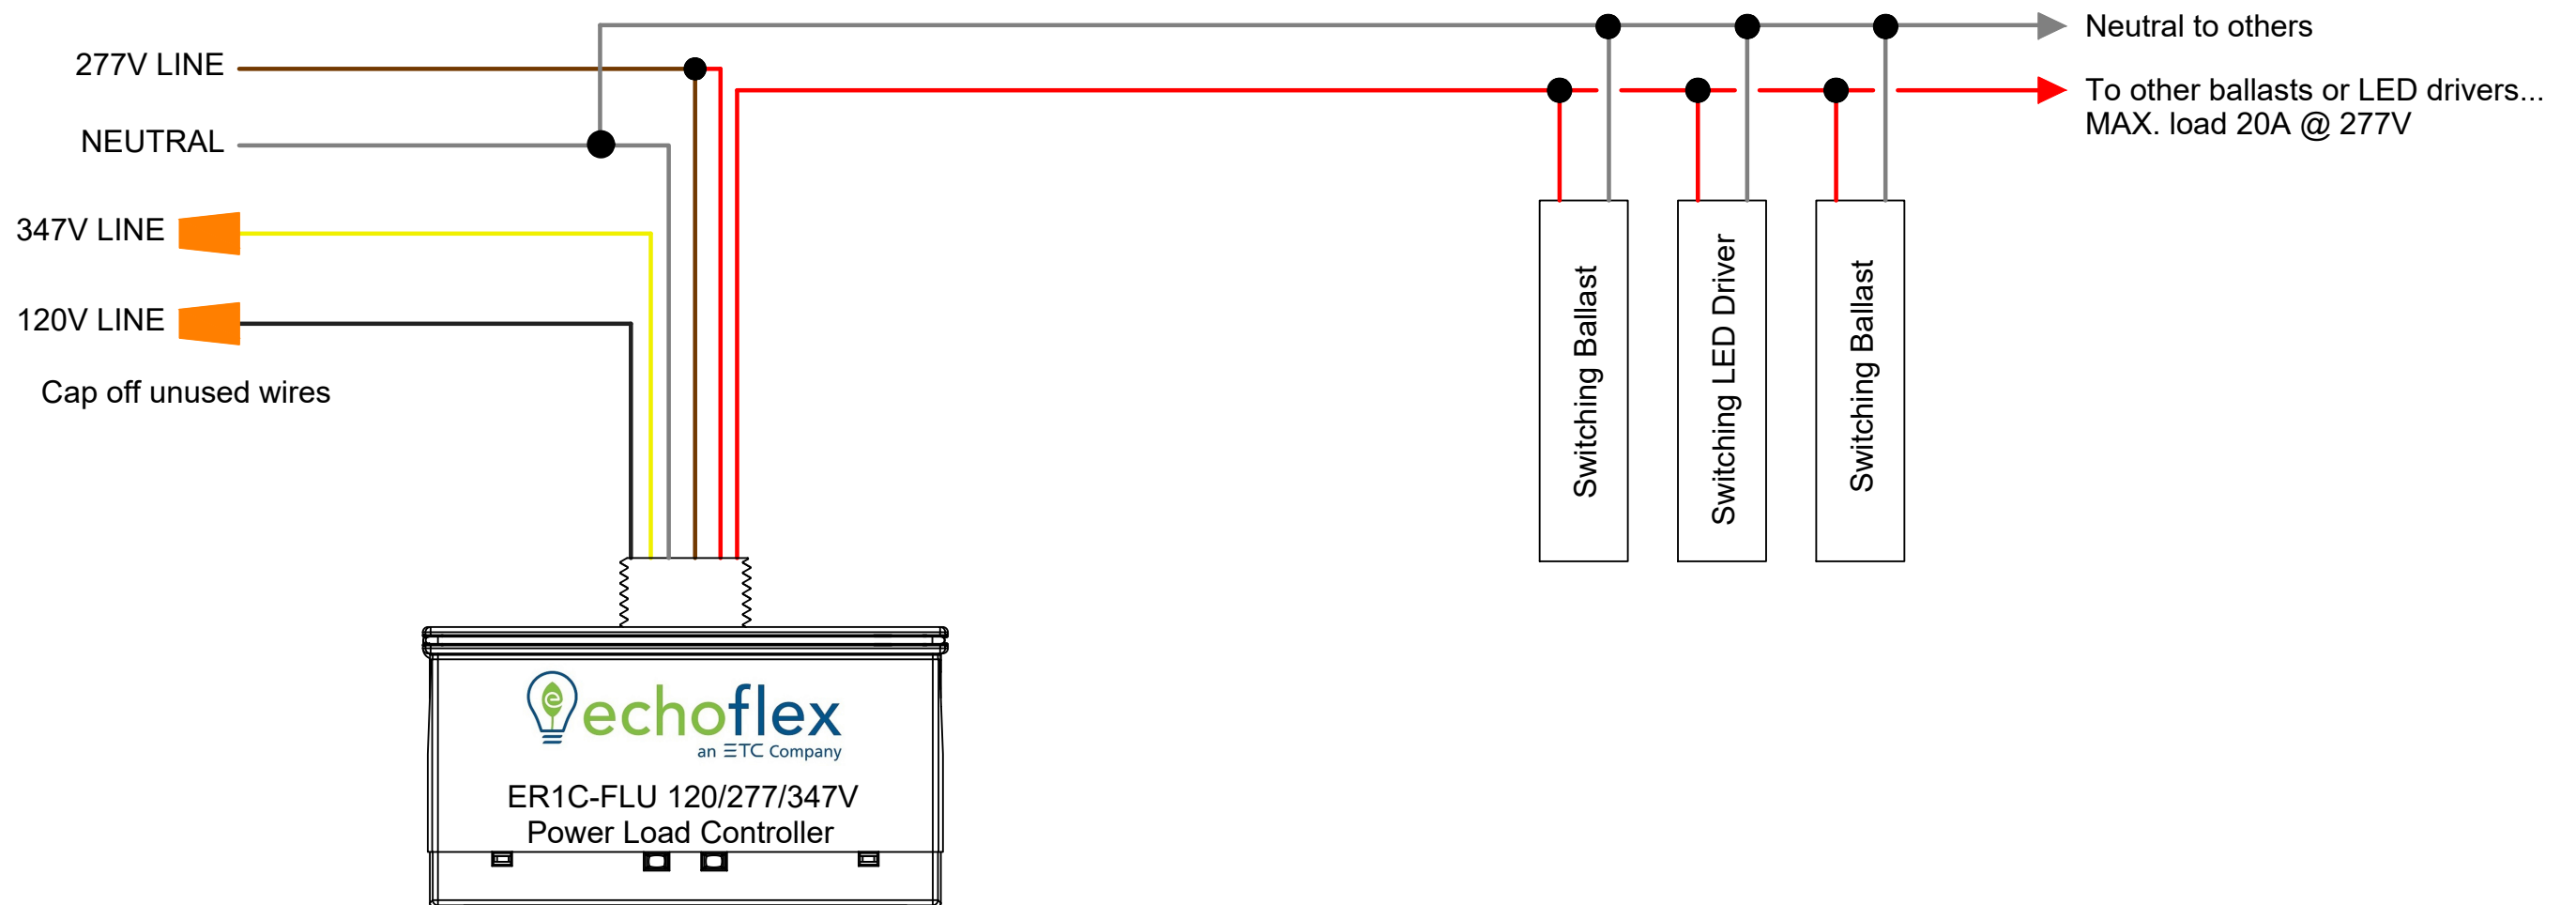 Neutral to others
277V LINE
To other ballasts or LED drivers...
MAX. load 20A @ 277V
NEUTRAL
347V LINE
120V LINE
Cap off unused wires
Switching Ballast
Switching LED Driver
Switching Ballast
echoflex
an ETC Company
ER1C-FLU 120/277/347V
Power Load Controller